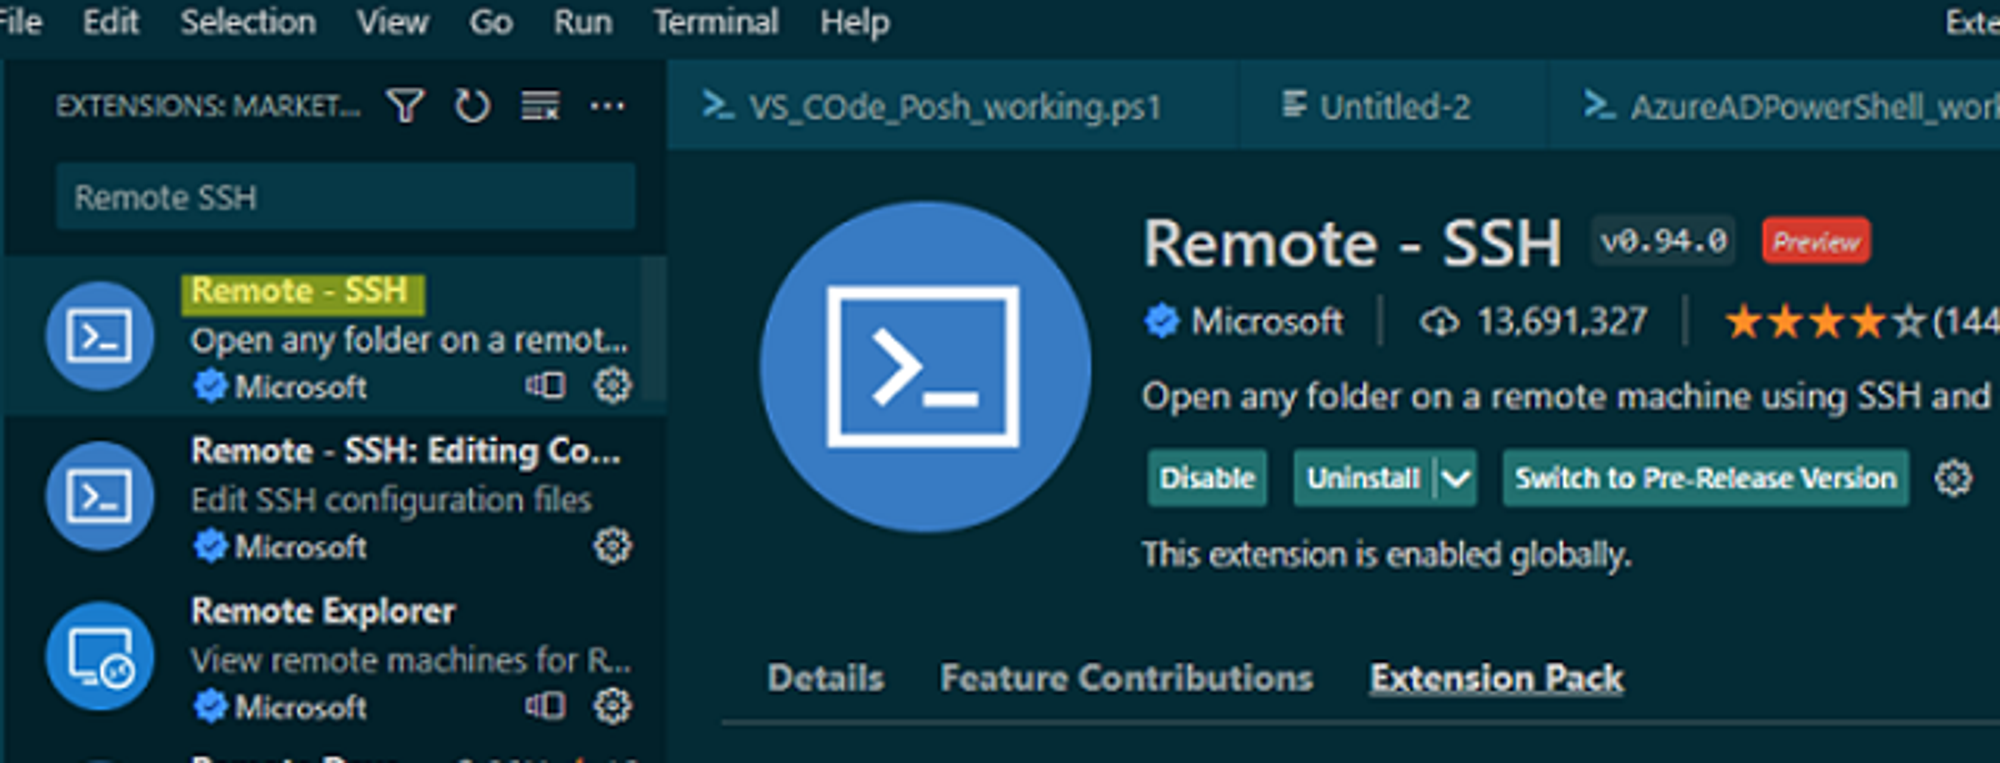 File Edit Selection View Go Run Terminal Help Exte
EXTENSIONS: MARKET...
VS_COde_Posh_working.ps1 Untitled-2 AzureADPowerShell_work
Remote SSH
Remote - SSH
Open any folder on a remot...
Microsoft
Remote - SSH: Editing Co...
Edit SSH configuration files
Microsoft
Remote Explorer
View remote machines for R...
Microsoft
Remote - SSH v0.94.0 Preview
Microsoft | 13,691,327 | (144
Open any folder on a remote machine using SSH and
Disable Uninstall Switch to Pre-Release Version
This extension is enabled globally.
Details Feature Contributions Extension Pack